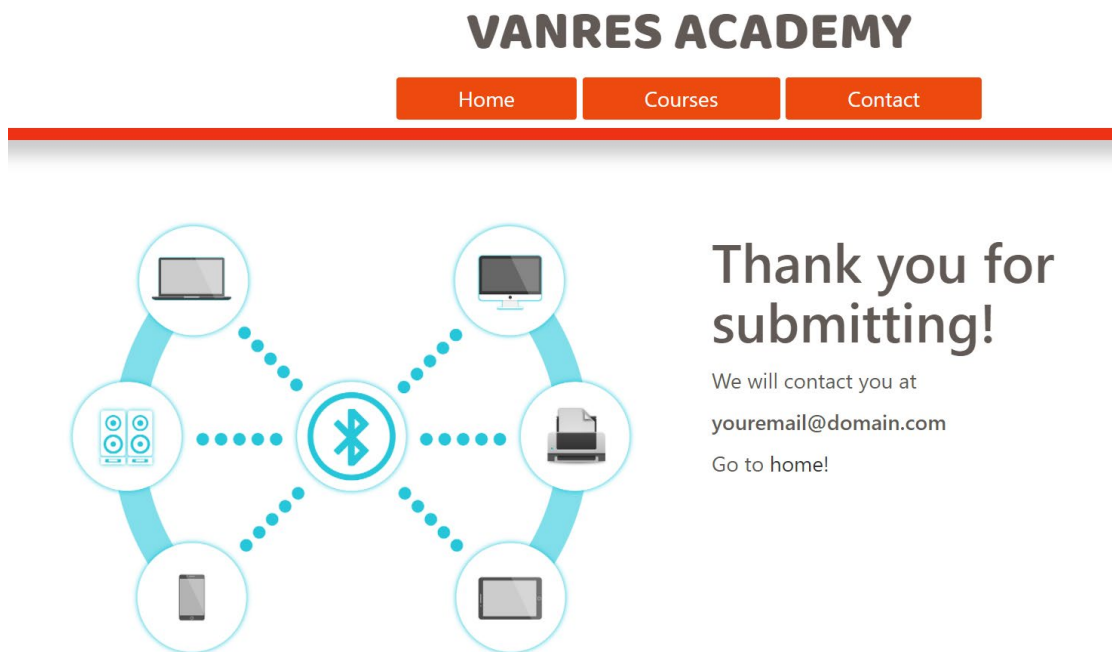 VANRES ACADEMY
Home
Courses
Contact
Thank you for
submitting!
We will contact you at
youremail@domain.com
Go to home!